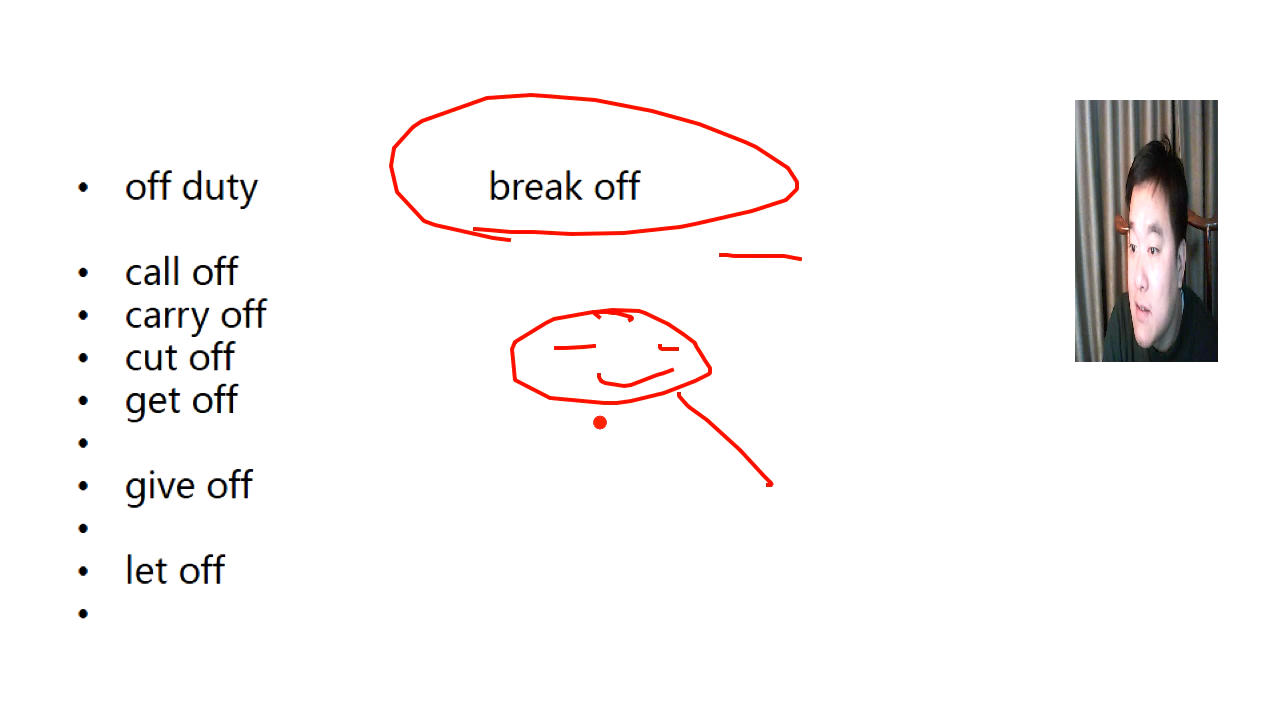 • off duty
break off
• call off
• carry off
• cut off
• get off
•
• give off
•
• let off
•